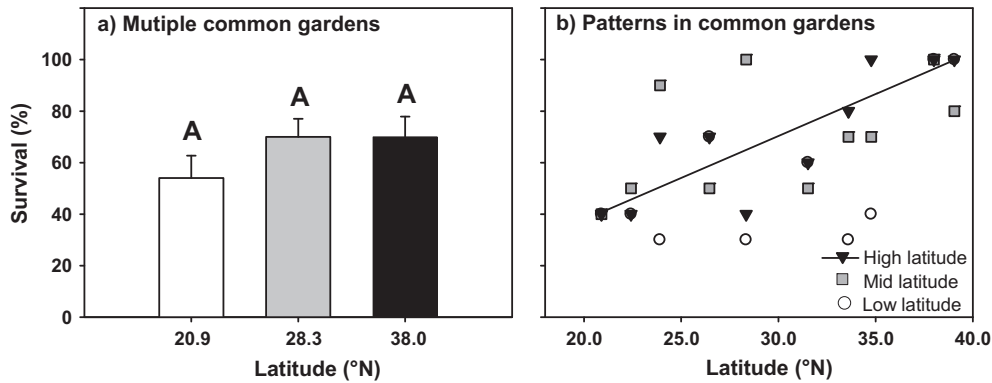 a) Mutiple common gardens
b) Patterns in common gardens
Survival (%)
100
80
60
40
20
0
A
A
A
20.9
28.3
38.0
Latitude (°N)
High latitude
Mid latitude
Low latitude
20.0
25.0
30.0
35.0
40.0
Latitude (°N)